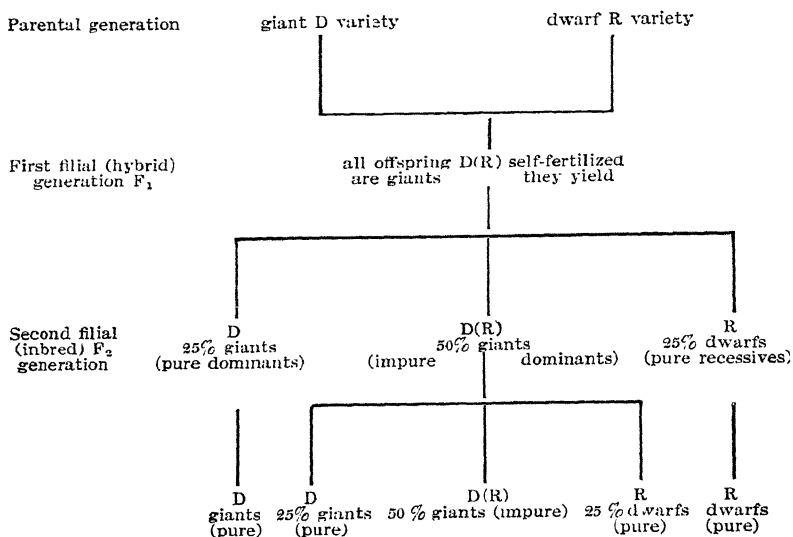 Parental generation giant D variety dwarf R variety
First filial (hybrid) all offspring D(R) self-fertilized
generation F₁ are giants they yield
D D(R) R
Second filial 25% giants 50% giants 25% dwarfs
(inbred) F₂ (pure dominants) (impure dominants) (pure recessives)
generation
D D D(R) R R
giants 25% giants 50% giants (impure) 25% dwarfs dwarfs
(pure) (pure) (pure) (pure)